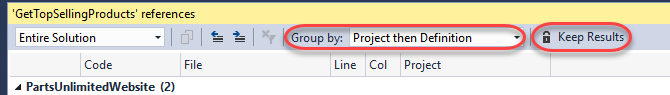 'GetTopSellingProducts' references
Entire Solution Group by: Project then Definition Keep Results
Code File Line Col Project
PartsUnlimitedWebsite (2)